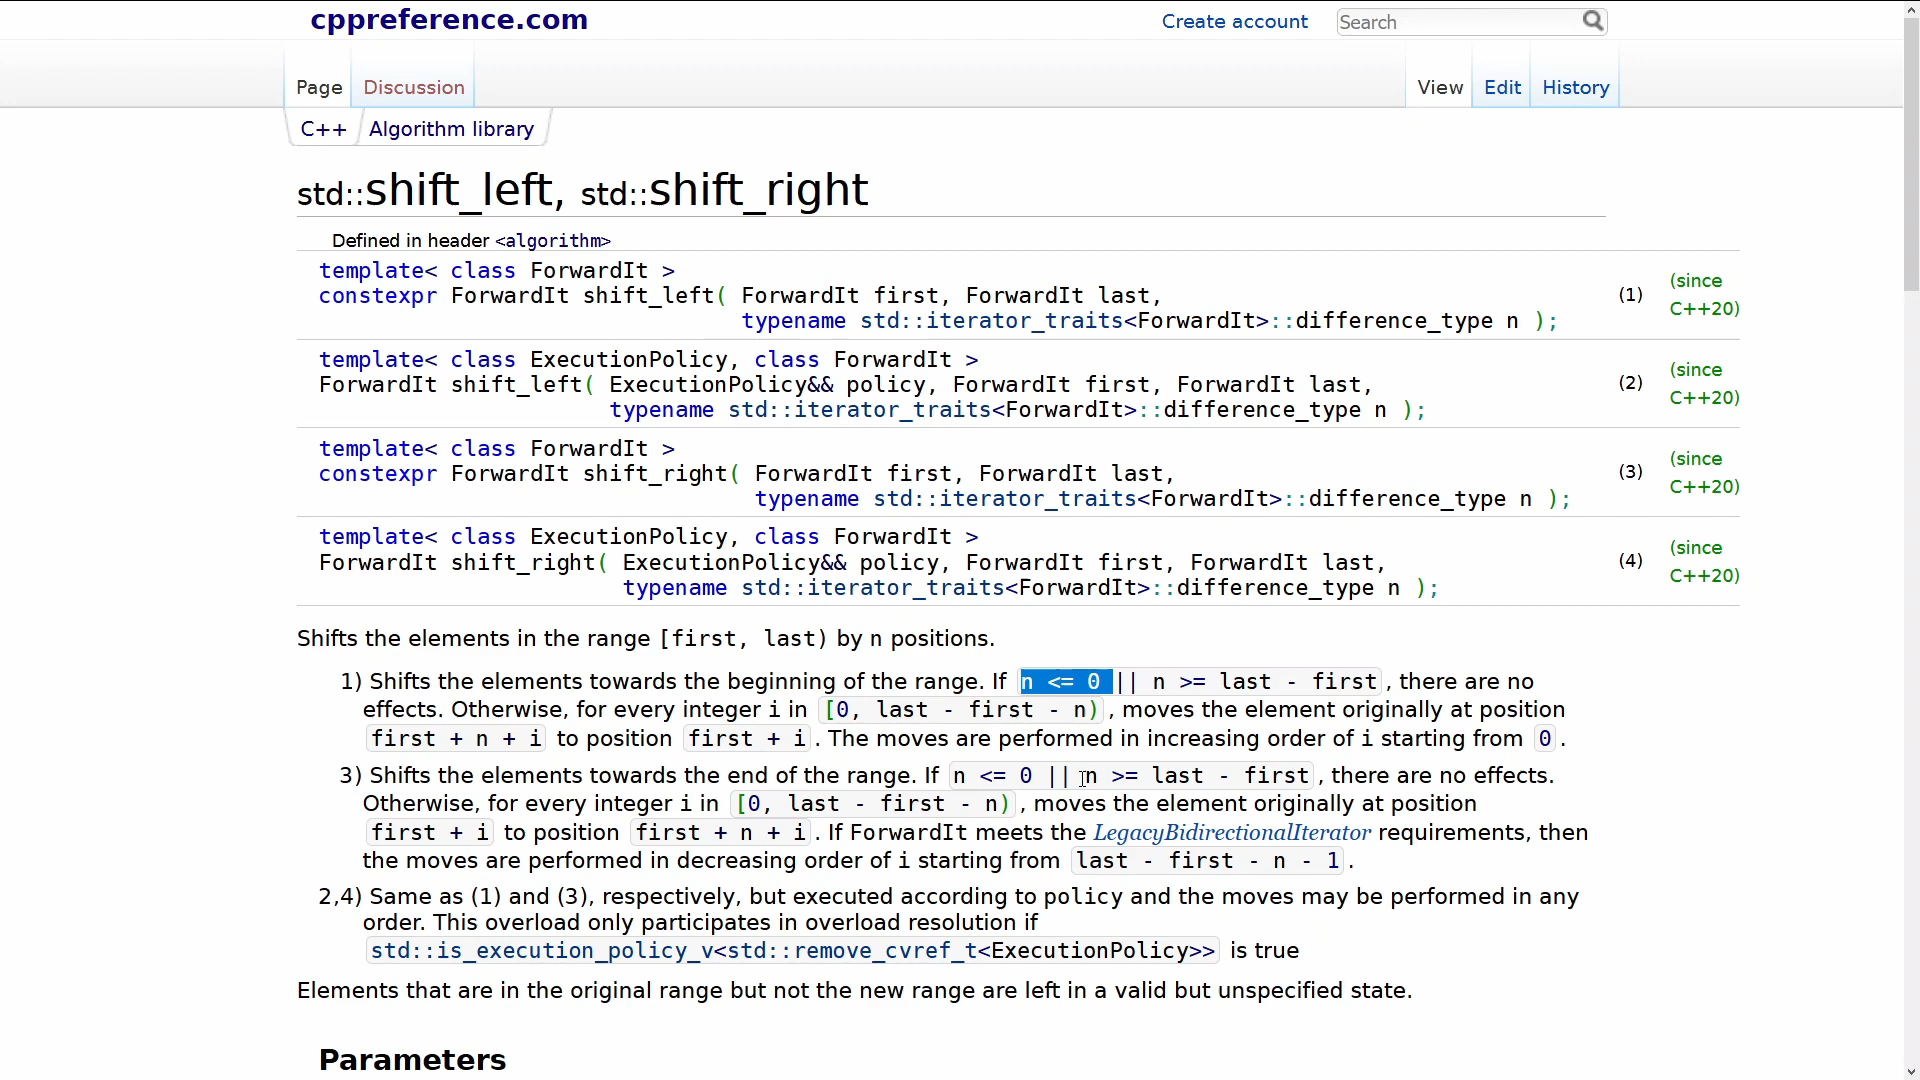 cppreference.com
Create account
Search
Page
Discussion
View
Edit
History
C++
Algorithm library
std::shift_left, std::shift_right
Defined in header <algorithm>
template< class ForwardIt >
constexpr ForwardIt shift_left( ForwardIt first, ForwardIt last,
typename std::iterator_traits<ForwardIt>::difference_type n );
(1)
(since
C++20)
template< class ExecutionPolicy, class ForwardIt >
ForwardIt shift_left( ExecutionPolicy&& policy, ForwardIt first, ForwardIt last,
typename std::iterator_traits<ForwardIt>::difference_type n );
(2)
(since
C++20)
template< class ForwardIt >
constexpr ForwardIt shift_right( ForwardIt first, ForwardIt last,
typename std::iterator_traits<ForwardIt>::difference_type n );
(3)
(since
C++20)
template< class ExecutionPolicy, class ForwardIt >
ForwardIt shift_right( ExecutionPolicy&& policy, ForwardIt first, ForwardIt last,
typename std::iterator_traits<ForwardIt>::difference_type n );
(4)
(since
C++20)
Shifts the elements in the range [first, last) by n positions.
1) Shifts the elements towards the beginning of the range. If n <= 0 || n >= last - first, there are no
effects. Otherwise, for every integer i in [0, last - first - n), moves the element originally at position
first + n + i to position first + i. The moves are performed in increasing order of i starting from 0.
3) Shifts the elements towards the end of the range. If n <= 0 || n >= last - first, there are no effects.
Otherwise, for every integer i in [0, last - first - n), moves the element originally at position
first + i to position first + n + i. If ForwardIt meets the LegacyBidirectionalIterator requirements, then
the moves are performed in decreasing order of i starting from last - first - n - 1.
2,4) Same as (1) and (3), respectively, but executed according to policy and the moves may be performed in any
order. This overload only participates in overload resolution if
std::is_execution_policy_v<std::remove_cvref_t<ExecutionPolicy>> is true
Elements that are in the original range but not the new range are left in a valid but unspecified state.
Parameters